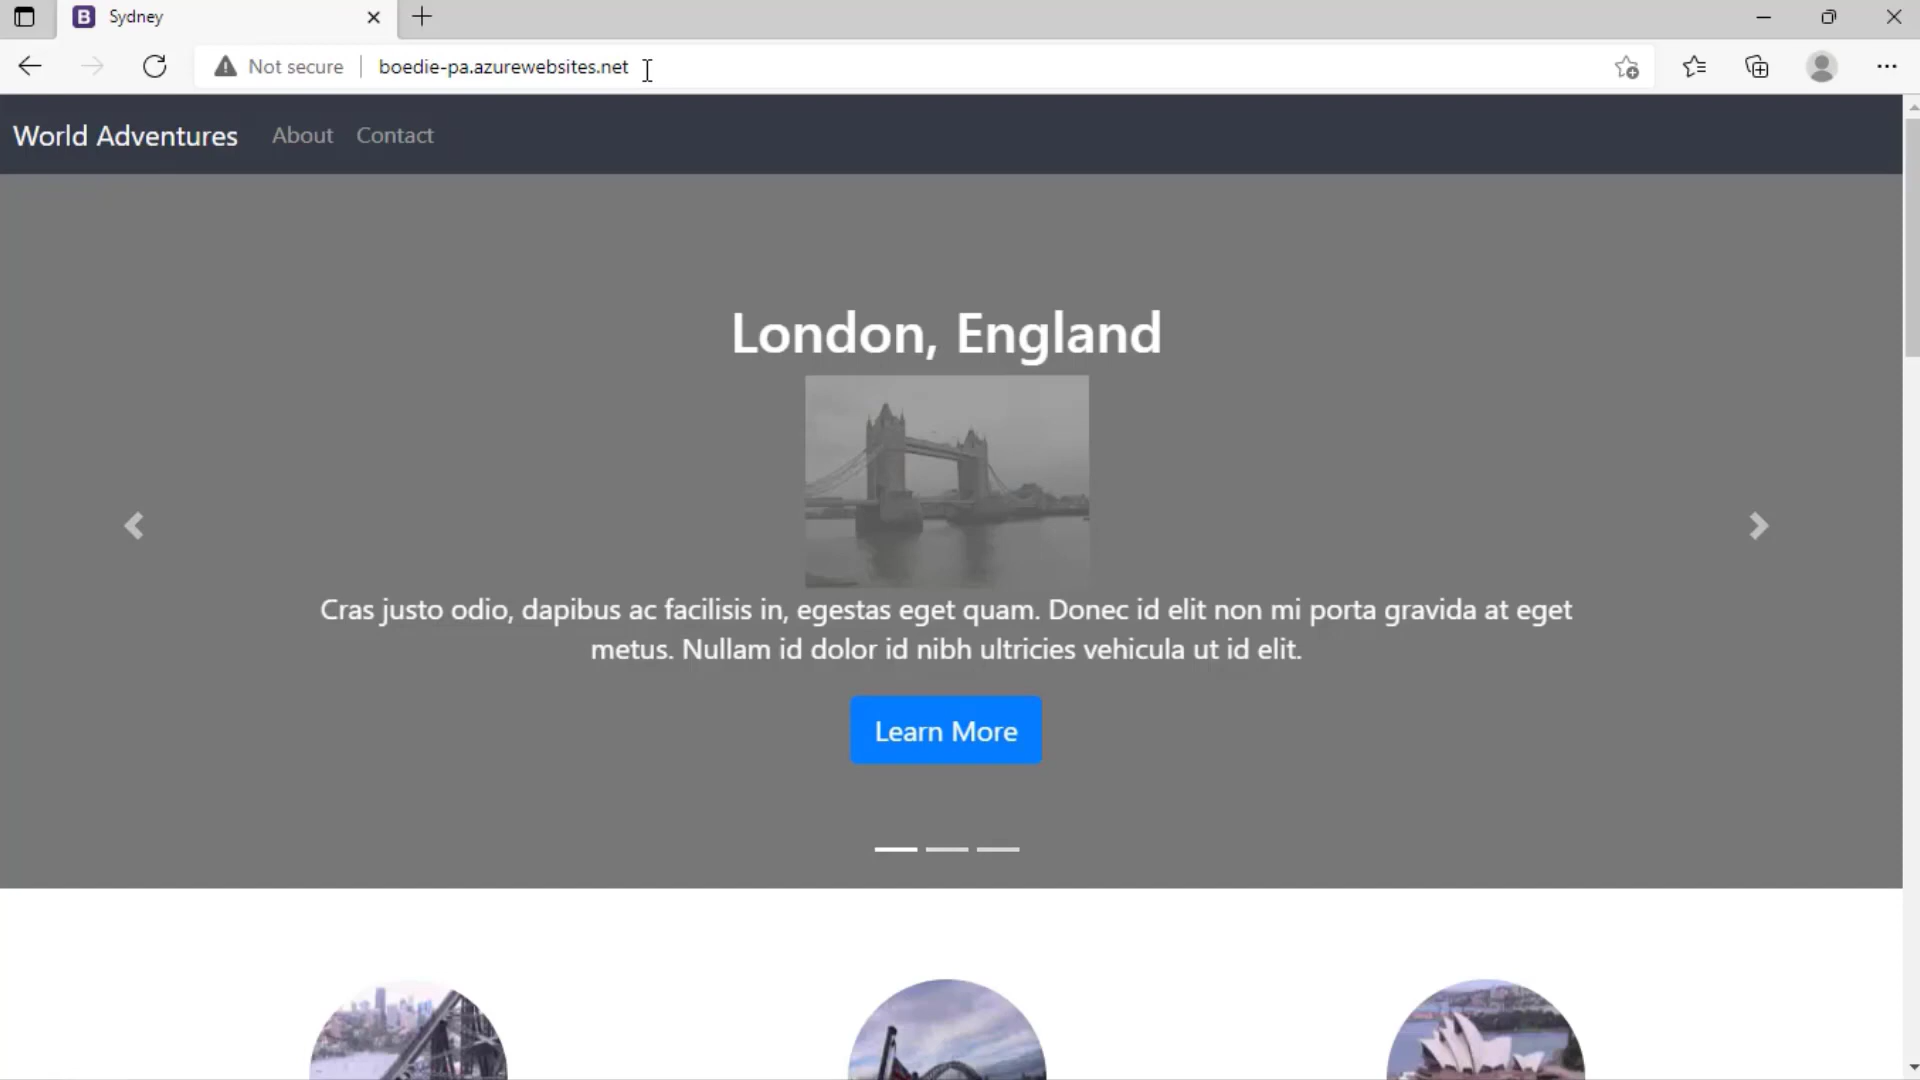 B Sydney
Not secure boedie-pa.azurewebsites.net
World Adventures About Contact
London, England
Cras justo odio, dapibus ac facilisis in, egestas eget quam. Donec id elit non mi porta gravida at eget
metus. Nullam id dolor id nibh ultricies vehicula ut id elit.
Learn More